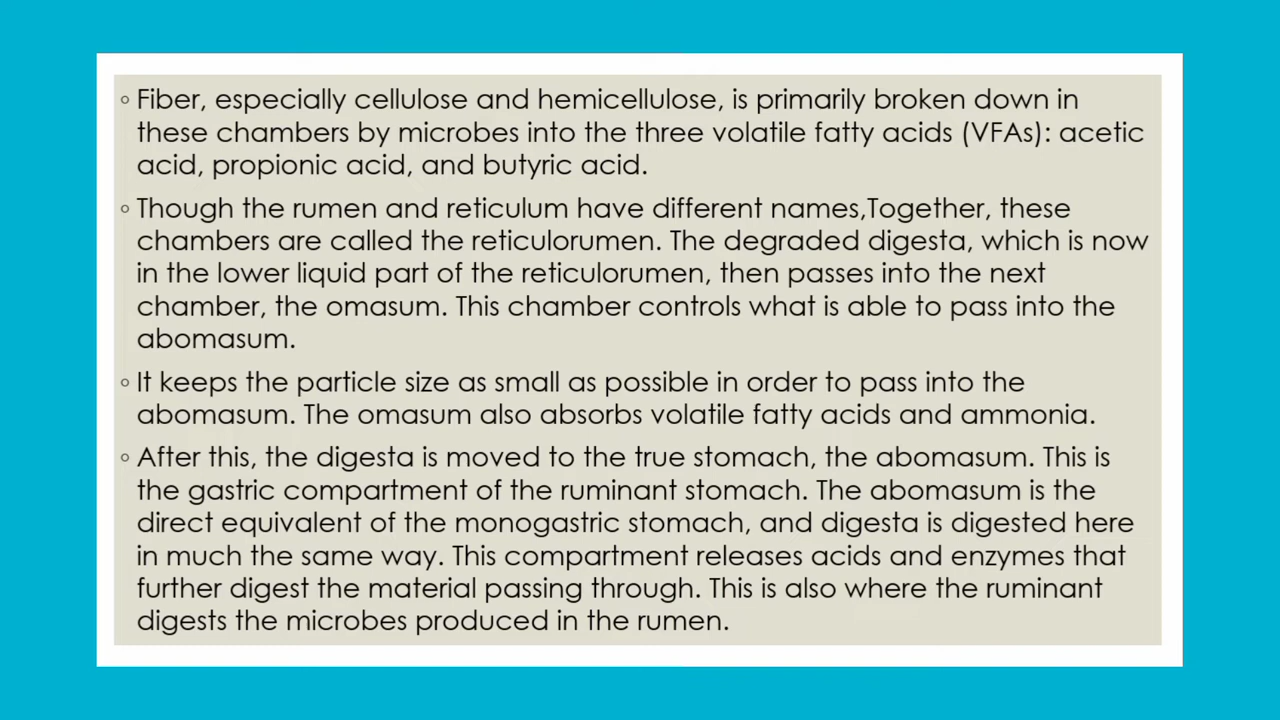 ◦ Fiber, especially cellulose and hemicellulose, is primarily broken down in
these chambers by microbes into the three volatile fatty acids (VFAs): acetic
acid, propionic acid, and butyric acid.
◦ Though the rumen and reticulum have different names,Together, these
chambers are called the reticulorumen. The degraded digesta, which is now
in the lower liquid part of the reticulorumen, then passes into the next
chamber, the omasum. This chamber controls what is able to pass into the
abomasum.
◦ It keeps the particle size as small as possible in order to pass into the
abomasum. The omasum also absorbs volatile fatty acids and ammonia.
◦ After this, the digesta is moved to the true stomach, the abomasum. This is
the gastric compartment of the ruminant stomach. The abomasum is the
direct equivalent of the monogastric stomach, and digesta is digested here
in much the same way. This compartment releases acids and enzymes that
further digest the material passing through. This is also where the ruminant
digests the microbes produced in the rumen.